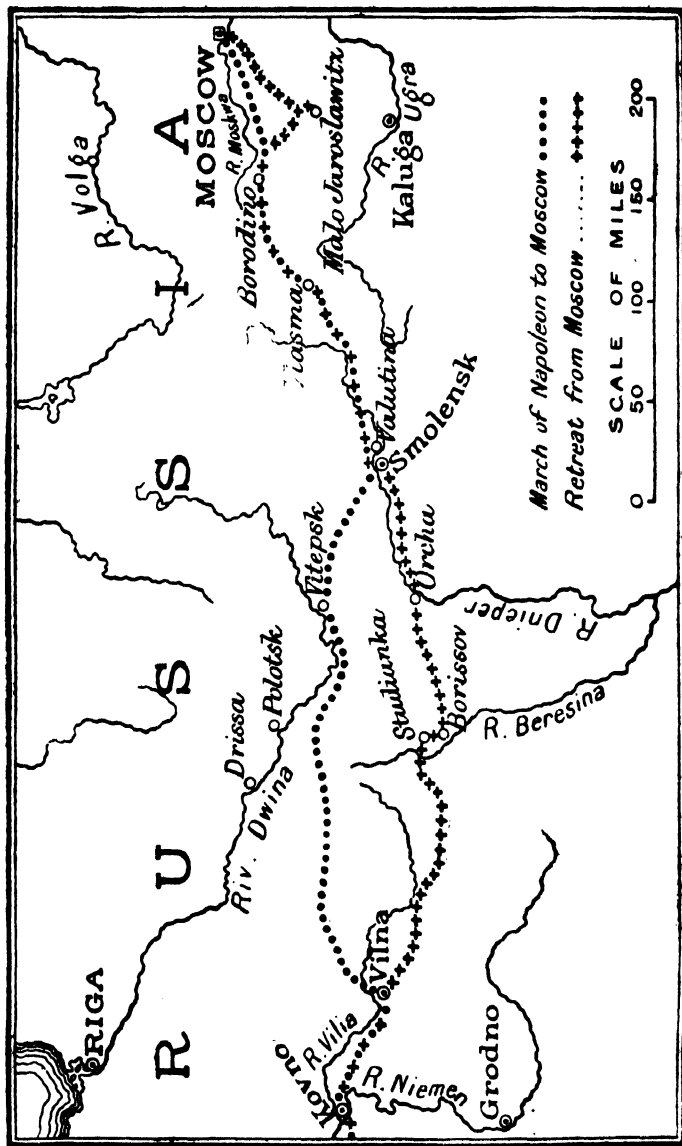 R U S S I A
RIGA
Riv. Dwina
Drissa
Polotsk
Vitepsk
R. Volga
MOSCOW
R. Moskwa
Borodino
Malo Jaroslawitz
R. Ugra
Kaluga
Valutina
Smolensk
Urcha
R. Dnieper
Studianka
Borissov
R. Beresina
Vilna
R. Vilia
Kovno
R. Niemen
Grodno
March of Napoleon to Moscow
Retreat from Moscow
0 50 100 150 200
SCALE OF MILES